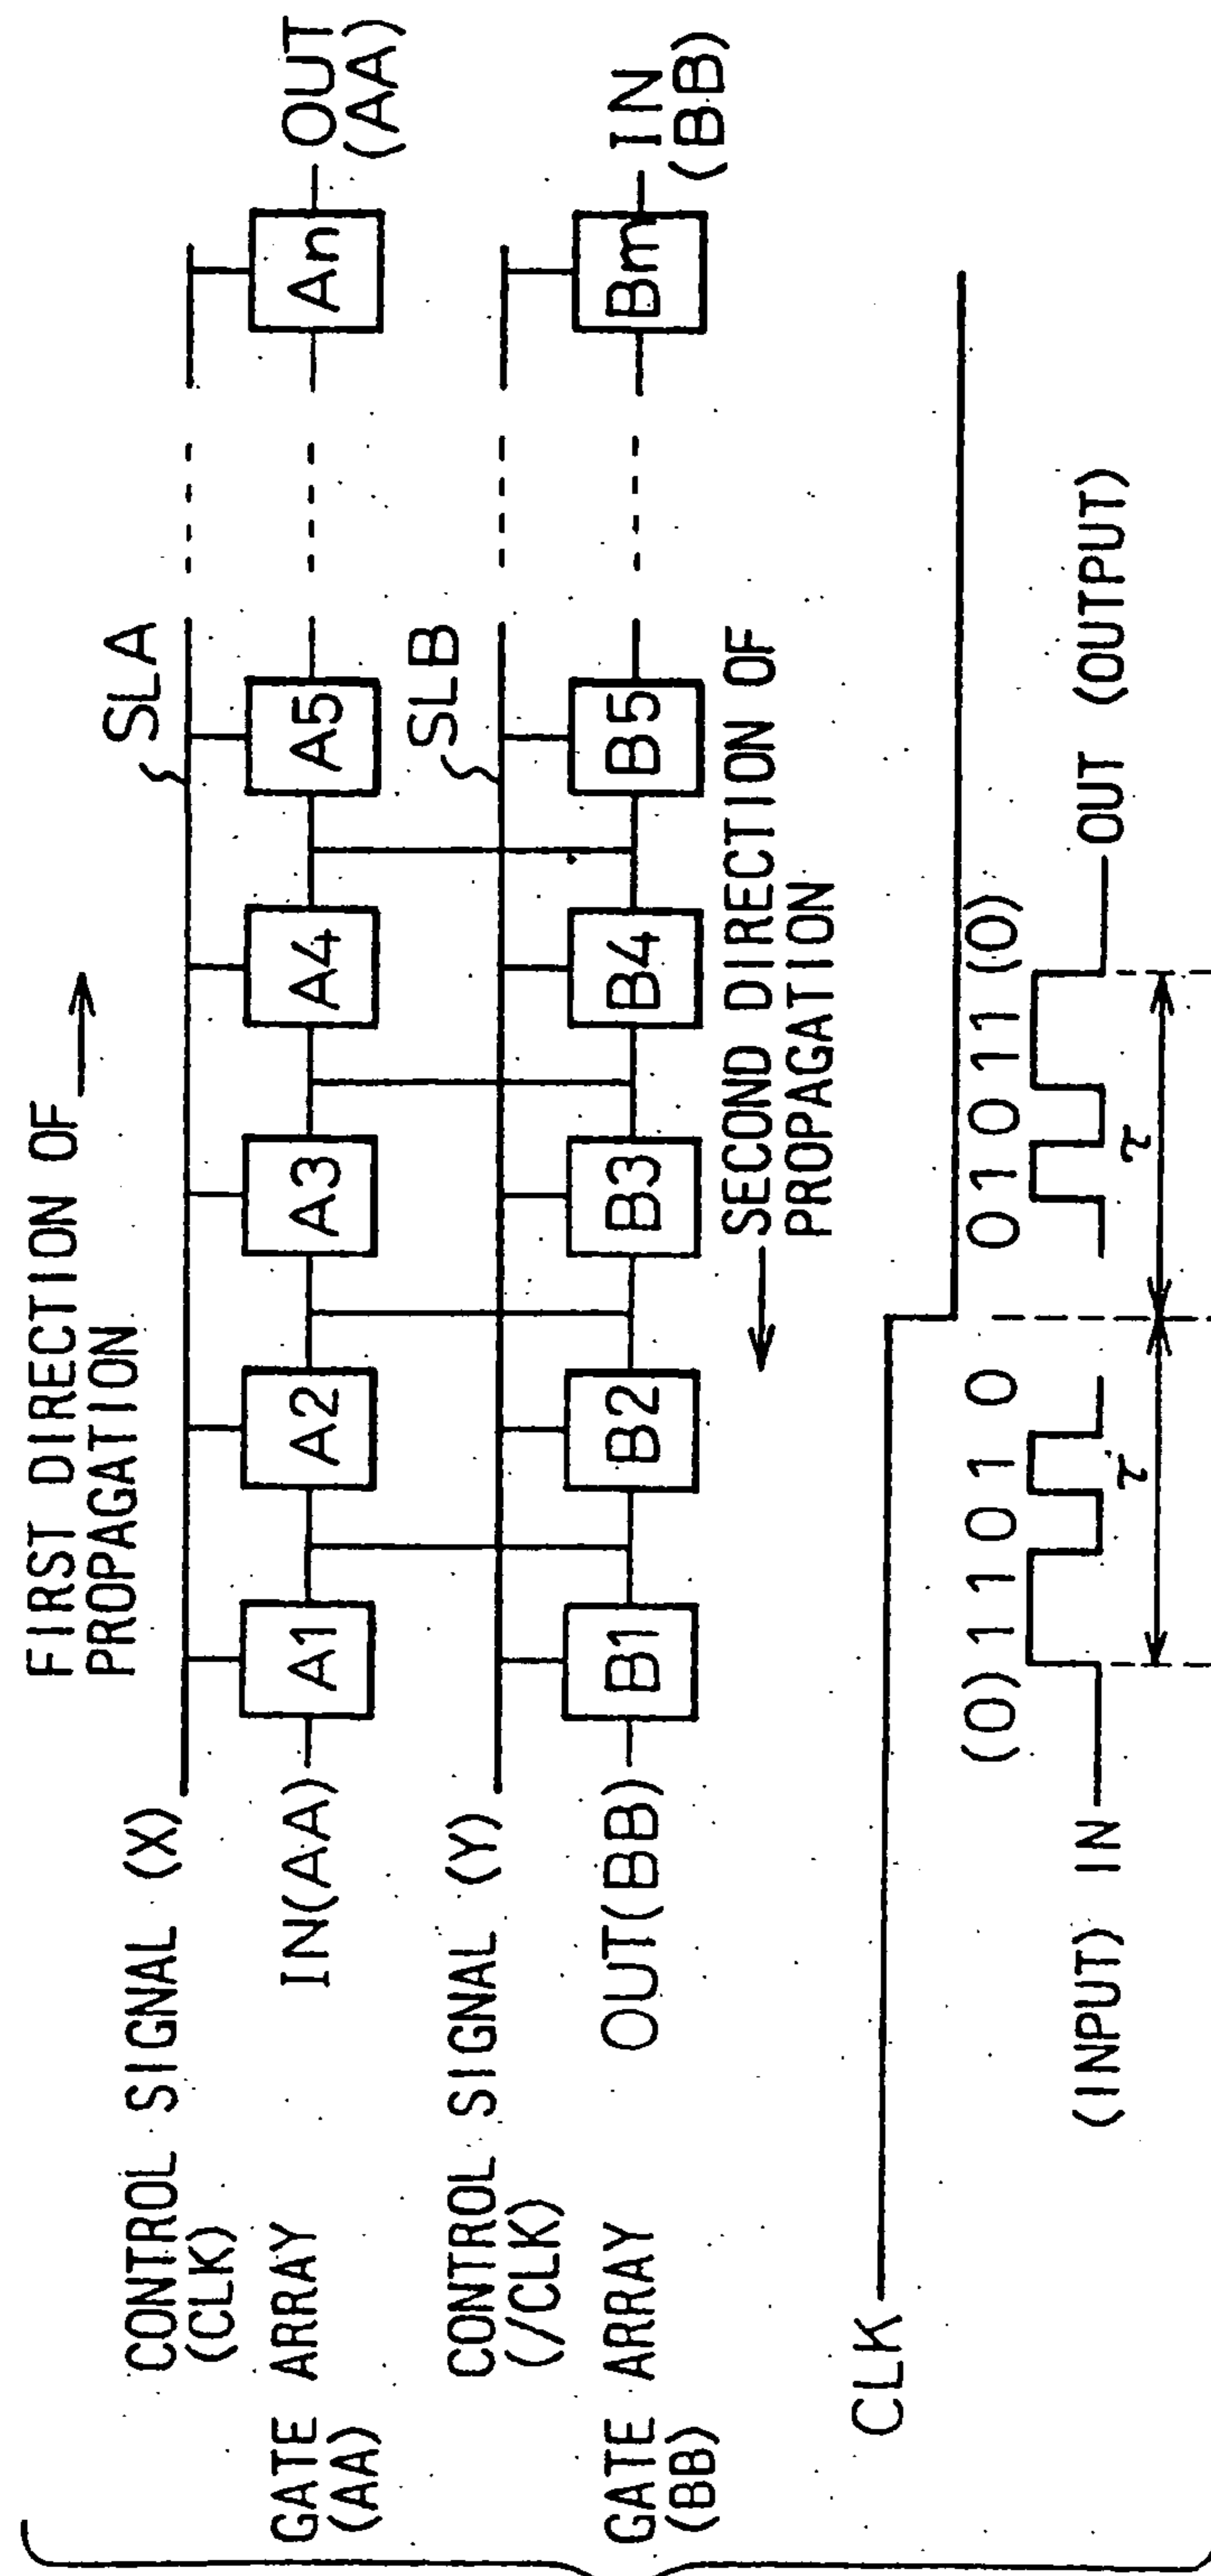 FIRST DIRECTION OF
PROPAGATION
CONTROL SIGNAL (X)
(CLK)
SLA
GATE ARRAY
(AA)
IN(AA)
A1
A2
A3
A4
A5
An
OUT
(AA)
CONTROL SIGNAL (Y)
(/CLK)
SLB
GATE ARRAY
(BB)
OUT(BB)
B1
B2
B3
B4
B5
Bm
IN
(BB)
SECOND DIRECTION OF
PROPAGATION
CLK
(0) 1 1 0 1 0
0 1 0 1 1 (0)
(INPUT) IN
τ
τ
OUT (OUTPUT)